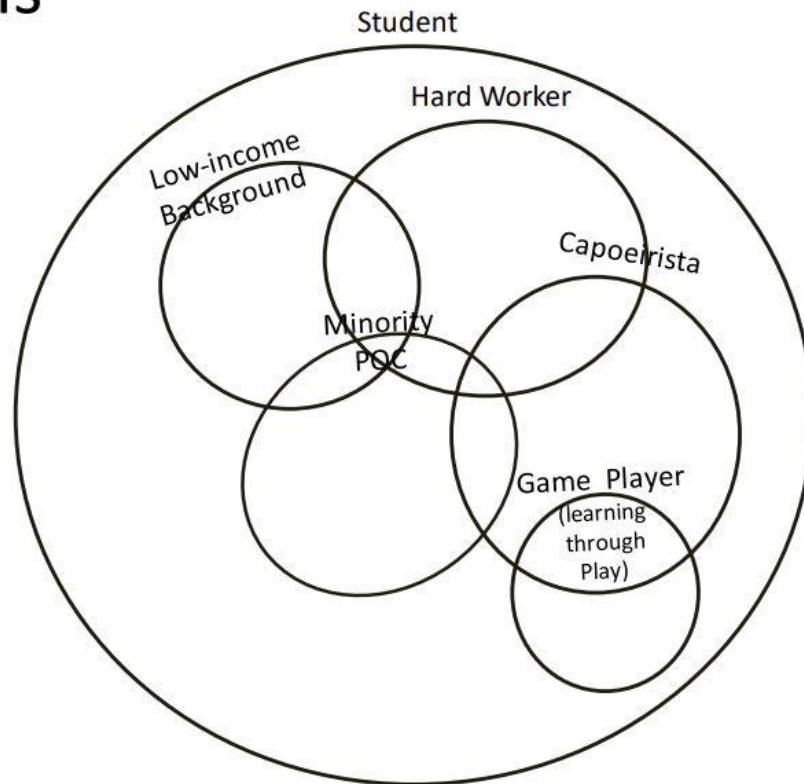 Student
Hard Worker
Low-income
Background
Capoeirista
Minority
POC
Game Player
(learning
through
Play)